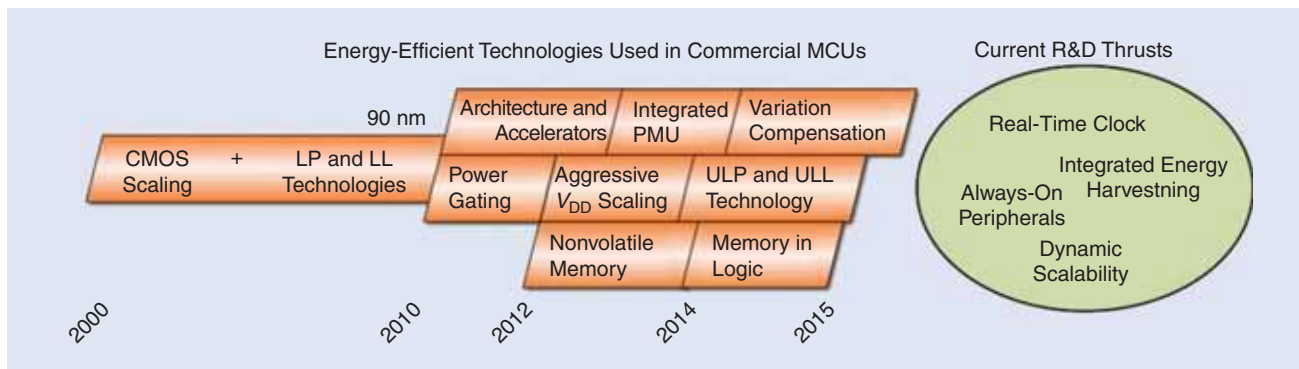 Energy-Efficient Technologies Used in Commercial MCUs
Current R&D Thrusts
90 nm
CMOS
Scaling
+
LP and LL
Technologies
Architecture and
Accelerators
Integrated
PMU
Variation
Compensation
Power
Gating
Aggressive
VDD Scaling
ULP and ULL
Technology
Nonvolatile
Memory
Memory in
Logic
2000
2010
2012
2014
2015
Real-Time Clock
Integrated Energy
Harvestning
Always-On
Peripherals
Dynamic
Scalability